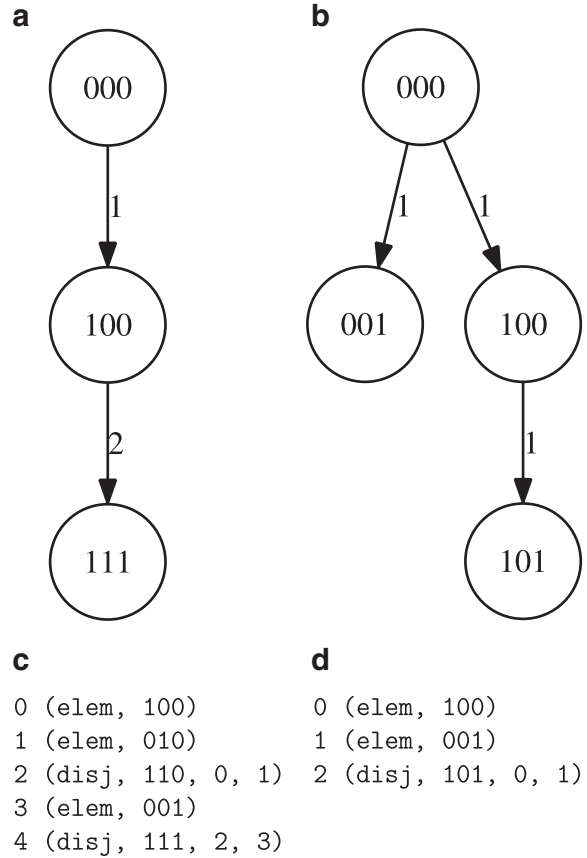 a
000
1
100
2
111
b
000
1
1
001
100
1
101
c
0 (elem, 100)
1 (elem, 010)
2 (disj, 110, 0, 1)
3 (elem, 001)
4 (disj, 111, 2, 3)
d
0 (elem, 100)
1 (elem, 001)
2 (disj, 101, 0, 1)